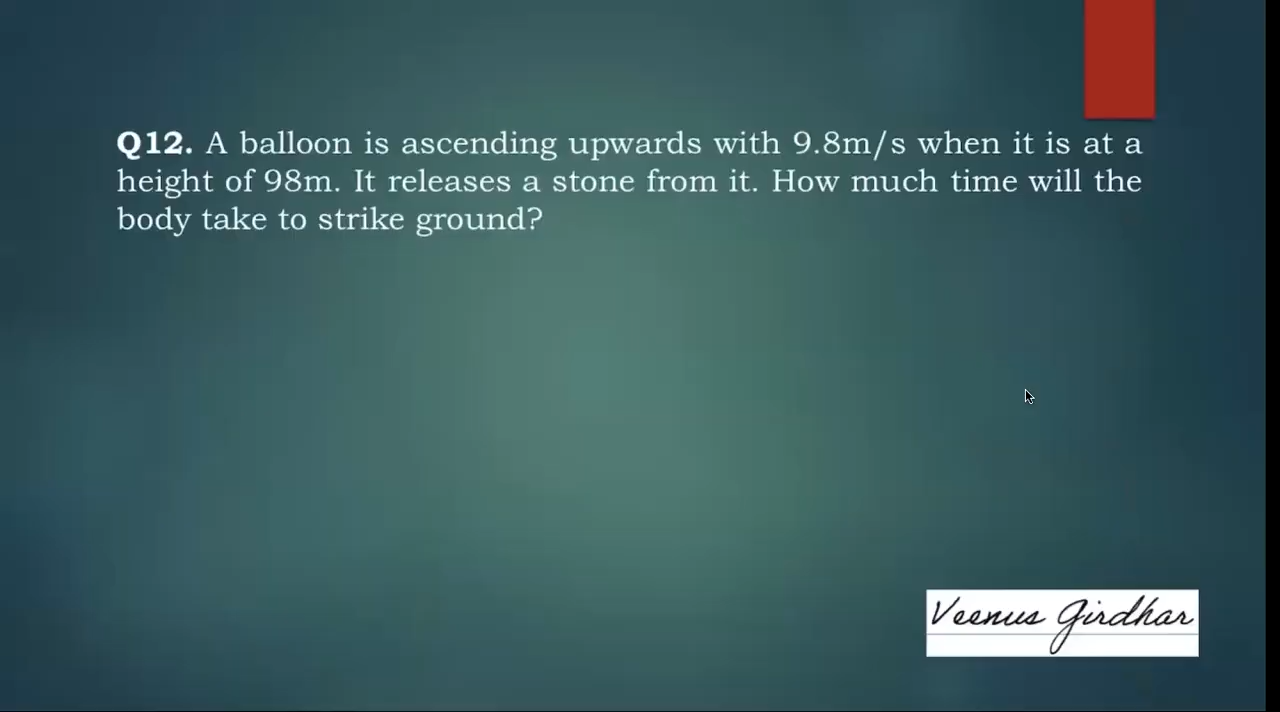 Q12. A balloon is ascending upwards with 9.8m/s when it is at a
height of 98m. It releases a stone from it. How much time will the
body take to strike ground?
Veenus Girdhar